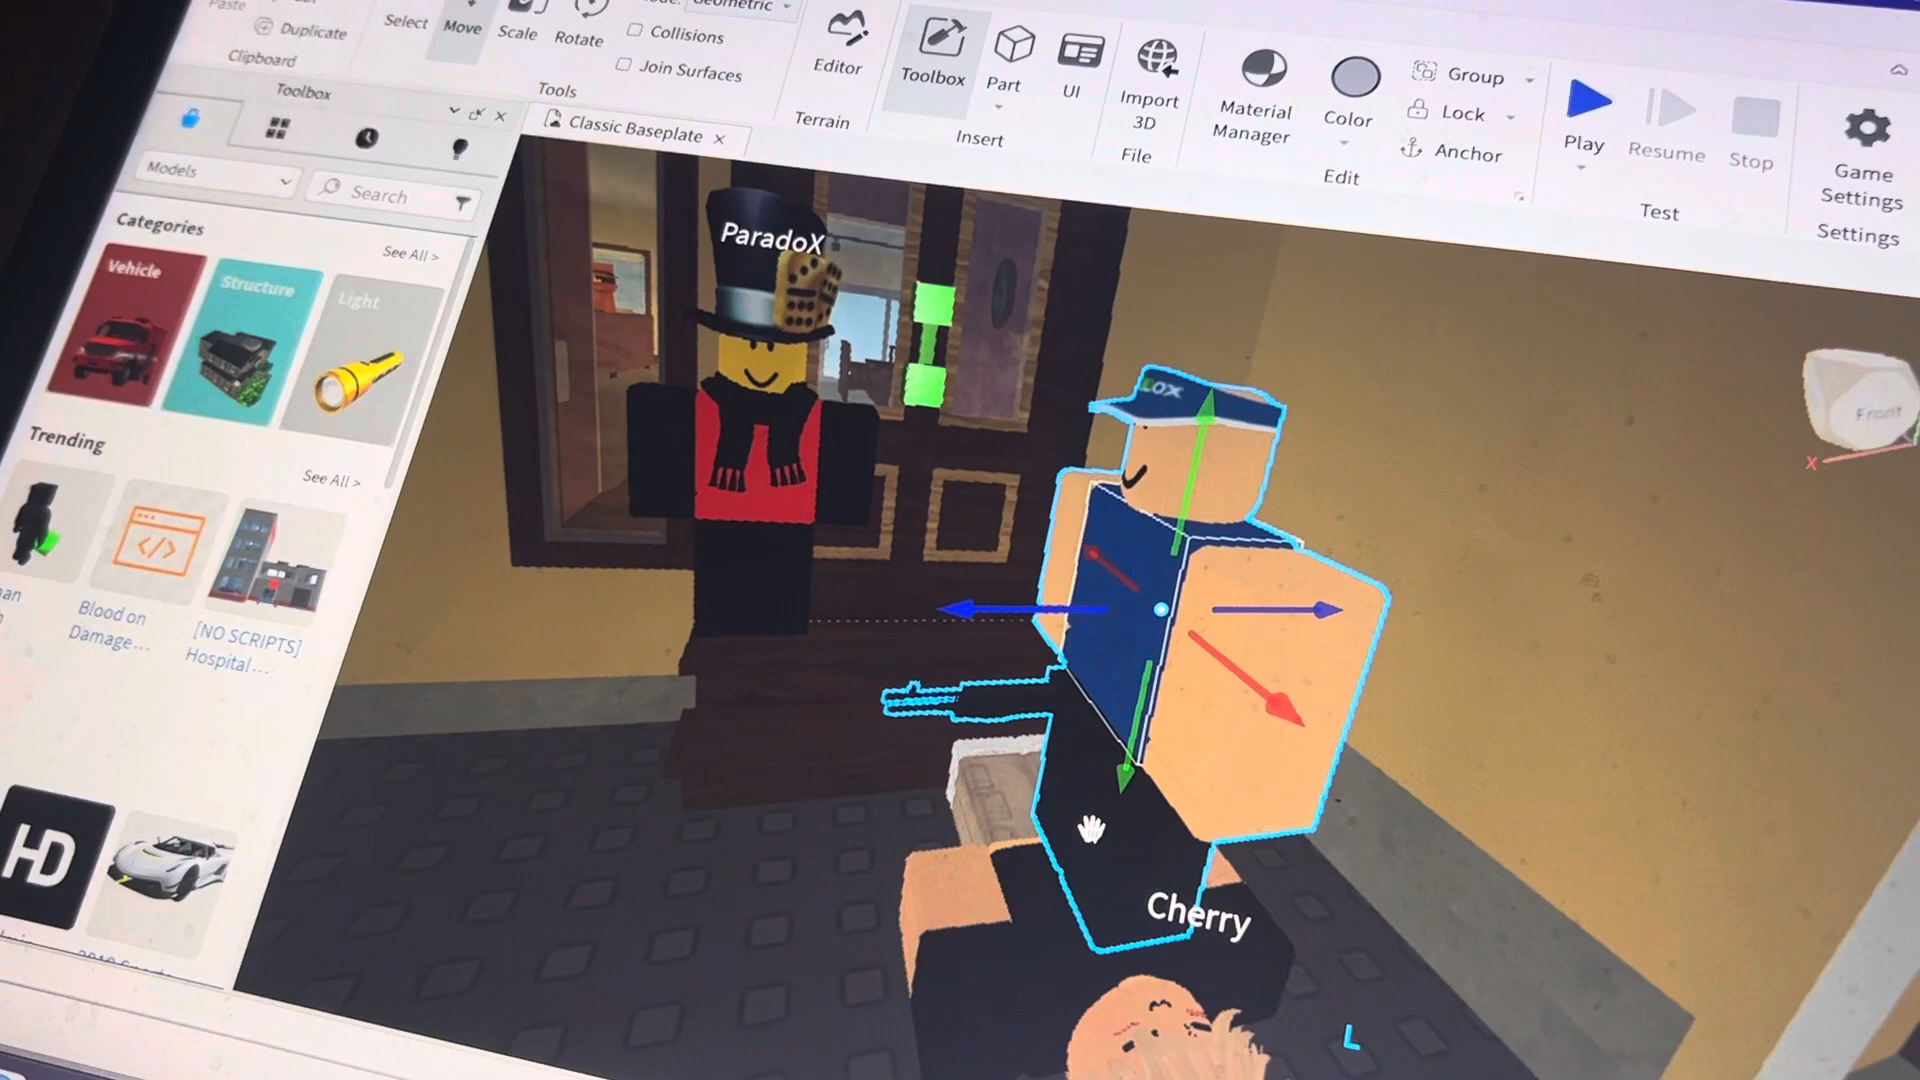 Paste
Duplicate
Clipboard
Select
Move
Scale
Rotate
Geometric
Collisions
Join Surfaces
Tools
Editor
Terrain
Toolbox
Part
UI
Insert
Import
3D
File
Material
Manager
Color
Group
Lock
Anchor
Edit
Play
Resume
Stop
Test
Game
Settings
Settings
Toolbox
Classic Baseplate
Models
Search
Categories
See All >
Vehicle
Structure
Light
Trending
See All >
Blood on
Damage...
[NO SCRIPTS]
Hospital...
HD
ParadoX
LOX
Cherry
L
Front
X